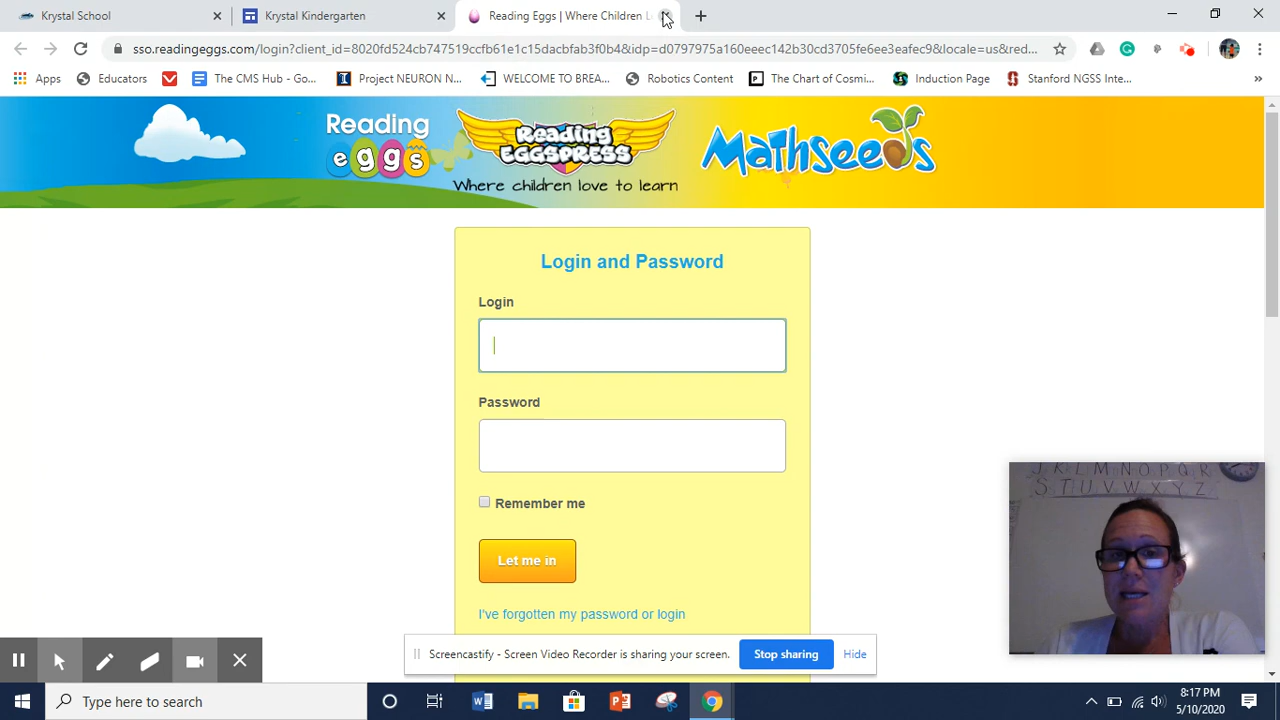 Krystal School
Krystal Kindergarten
Reading Eggs | Where Children L
sso.readingeggs.com/login?client_id=8020fd524cb747519ccfb61e1f15dacbfab3f0b4&idp=d0797975a160eeec142b30cd3705fe6ee3eafec9&locale=us&red...
Apps
Educators
The CMS Hub - Go...
Project NEURON N...
WELCOME TO BREA...
Robotics Content
The Chart of Cosmi...
Induction Page
Stanford NGSS Inte...
Reading eggs
Reading EGGSPRESS
Mathseeds
Where children love to learn
Login and Password
Login
Password
Remember me
Let me in
I've forgotten my password or login
J K L M N O P Q R
S T U V W X Y Z
Screencastify - Screen Video Recorder is sharing your screen.
Stop sharing
Hide
Type here to search
8:17 PM
5/10/2020